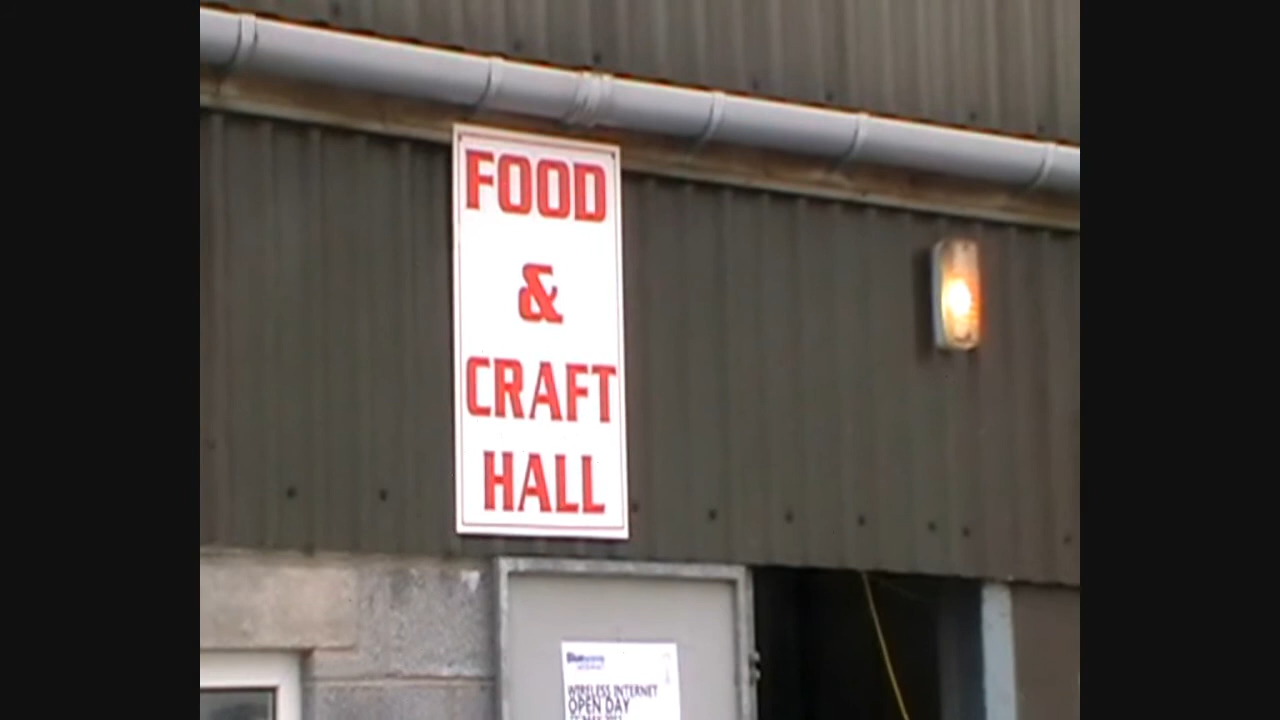 FOOD
&
CRAFT
HALL
WIRELESS INTERNET
OPEN DAY